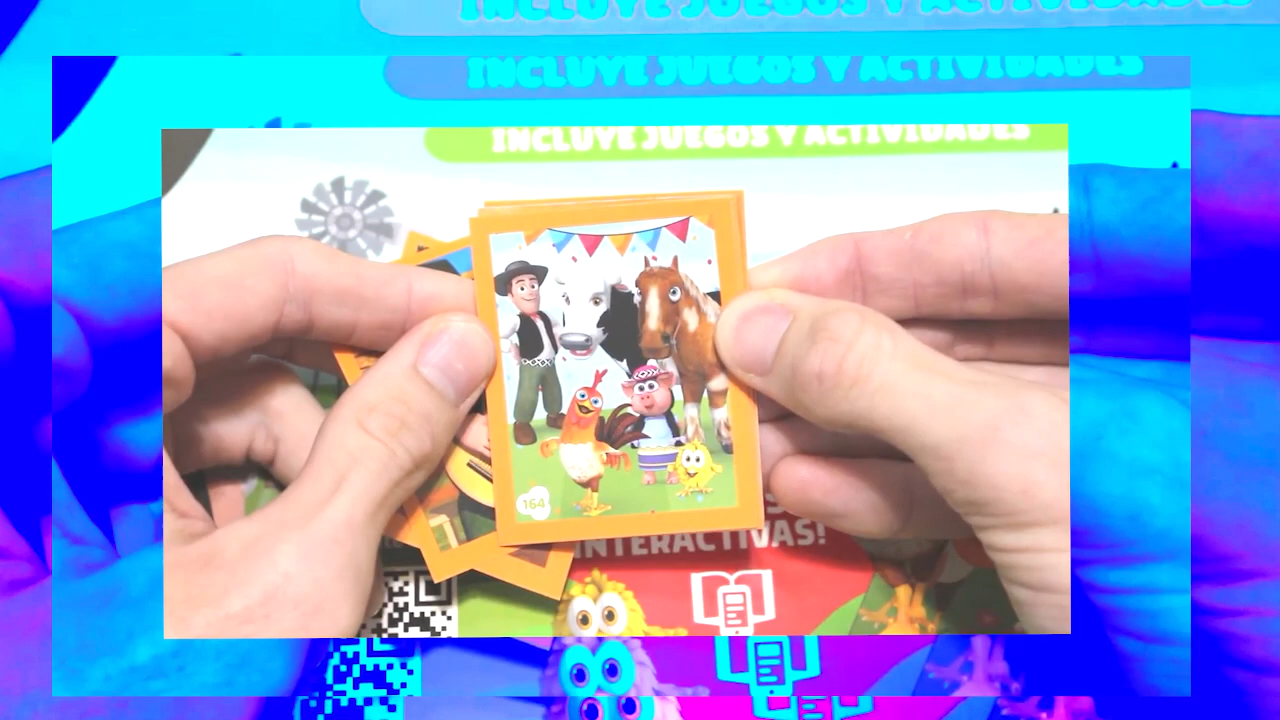 INCLUYE JUEGOS Y ACTIVIDADES
INCLUYE JUEGOS Y ACTIVIDADES
INCLUYE JUEGOS Y ACTIVIDADES
164
INTERACTIVAS!